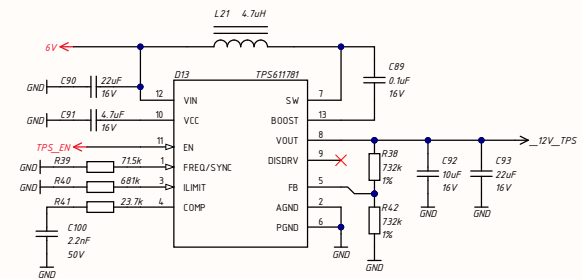 L21 4.7uH
6V
D13 TPS611781
C90 22uF
GND 16V
12 VIN
SW 7
C89
0.1uF
16V
C91 4.7uF
GND 16V
10 VCC
BOOST 13
TPS_EN
11 EN
VOUT 8
_12V_TPS
R39 71.5k
GND
1 FREQ/SYNC
DISDRV 9
R38
732k
1%
C92
10uF
16V
C93
22uF
16V
R40 681k
GND
3 ILIMIT
FB 5
R41 23.7k
4 COMP
AGND 2
R42
732k
1%
GND
GND
PGND 6
C100
2.2nF
50V
GND
GND
GND